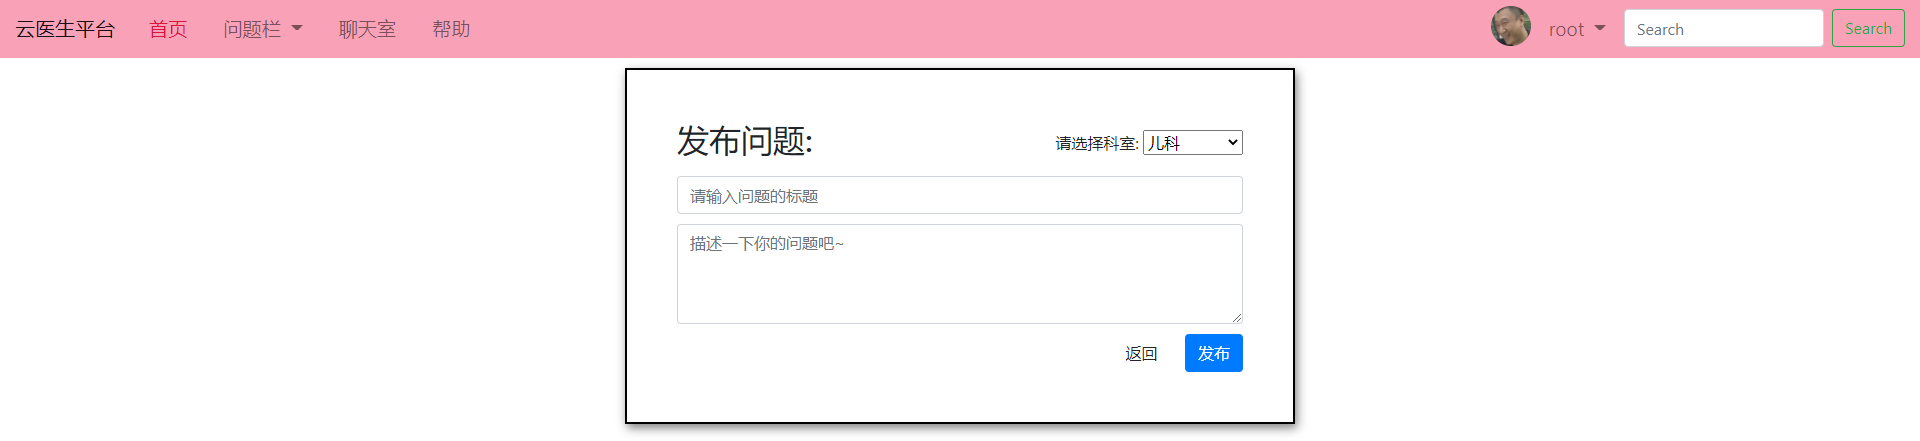 云医生平台 首页 问题栏 聊天室 帮助 root Search Search
发布问题: 请选择科室: 儿科
请输入问题的标题
描述一下你的问题吧~
返回 发布